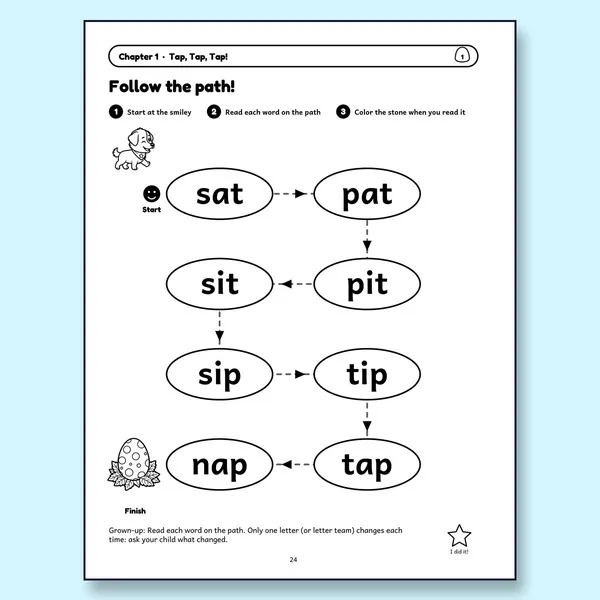 Chapter 1 · Tap, Tap, Tap!
1
Follow the path!
1 Start at the smiley 2 Read each word on the path 3 Color the stone when you read it
sat pat
Start
sit pit
sip tip
nap tap
Finish
Grown-up: Read each word on the path. Only one letter (or letter team) changes each
time: ask your child what changed.
I did it!
24